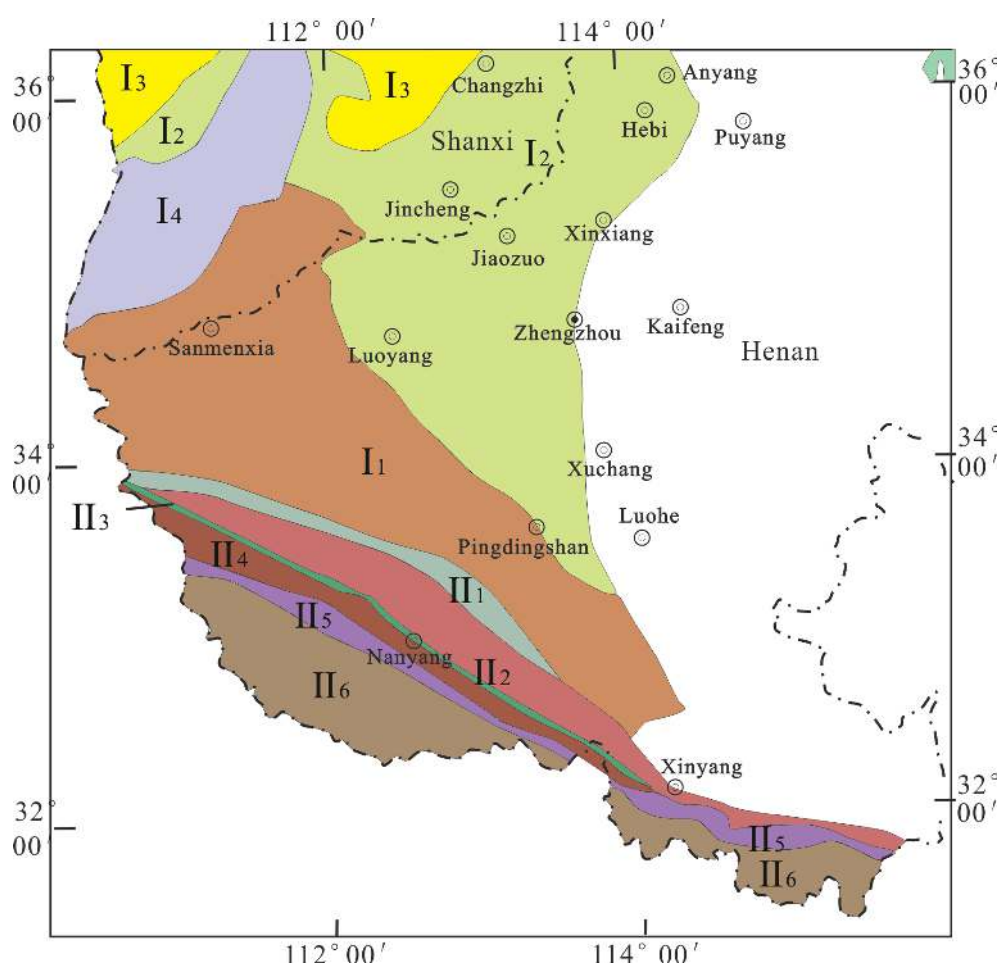 112° 00′
114° 00′
36°
00′
36°
00′
I3
I3
Changzhi
Anyang
I2
Hebi
Puyang
Shanxi
I2
I4
Jincheng
Xinxiang
Jiaozuo
Sanmenxia
Luoyang
Zhengzhou
Kaifeng
Henan
34°
00′
34°
00′
I1
Xuchang
II3
Luohe
Pingdingshan
II4
II1
II5
Nanyang
II2
II6
Xinyang
32°
00′
32°
00′
II5
II6
112° 00′
114° 00′